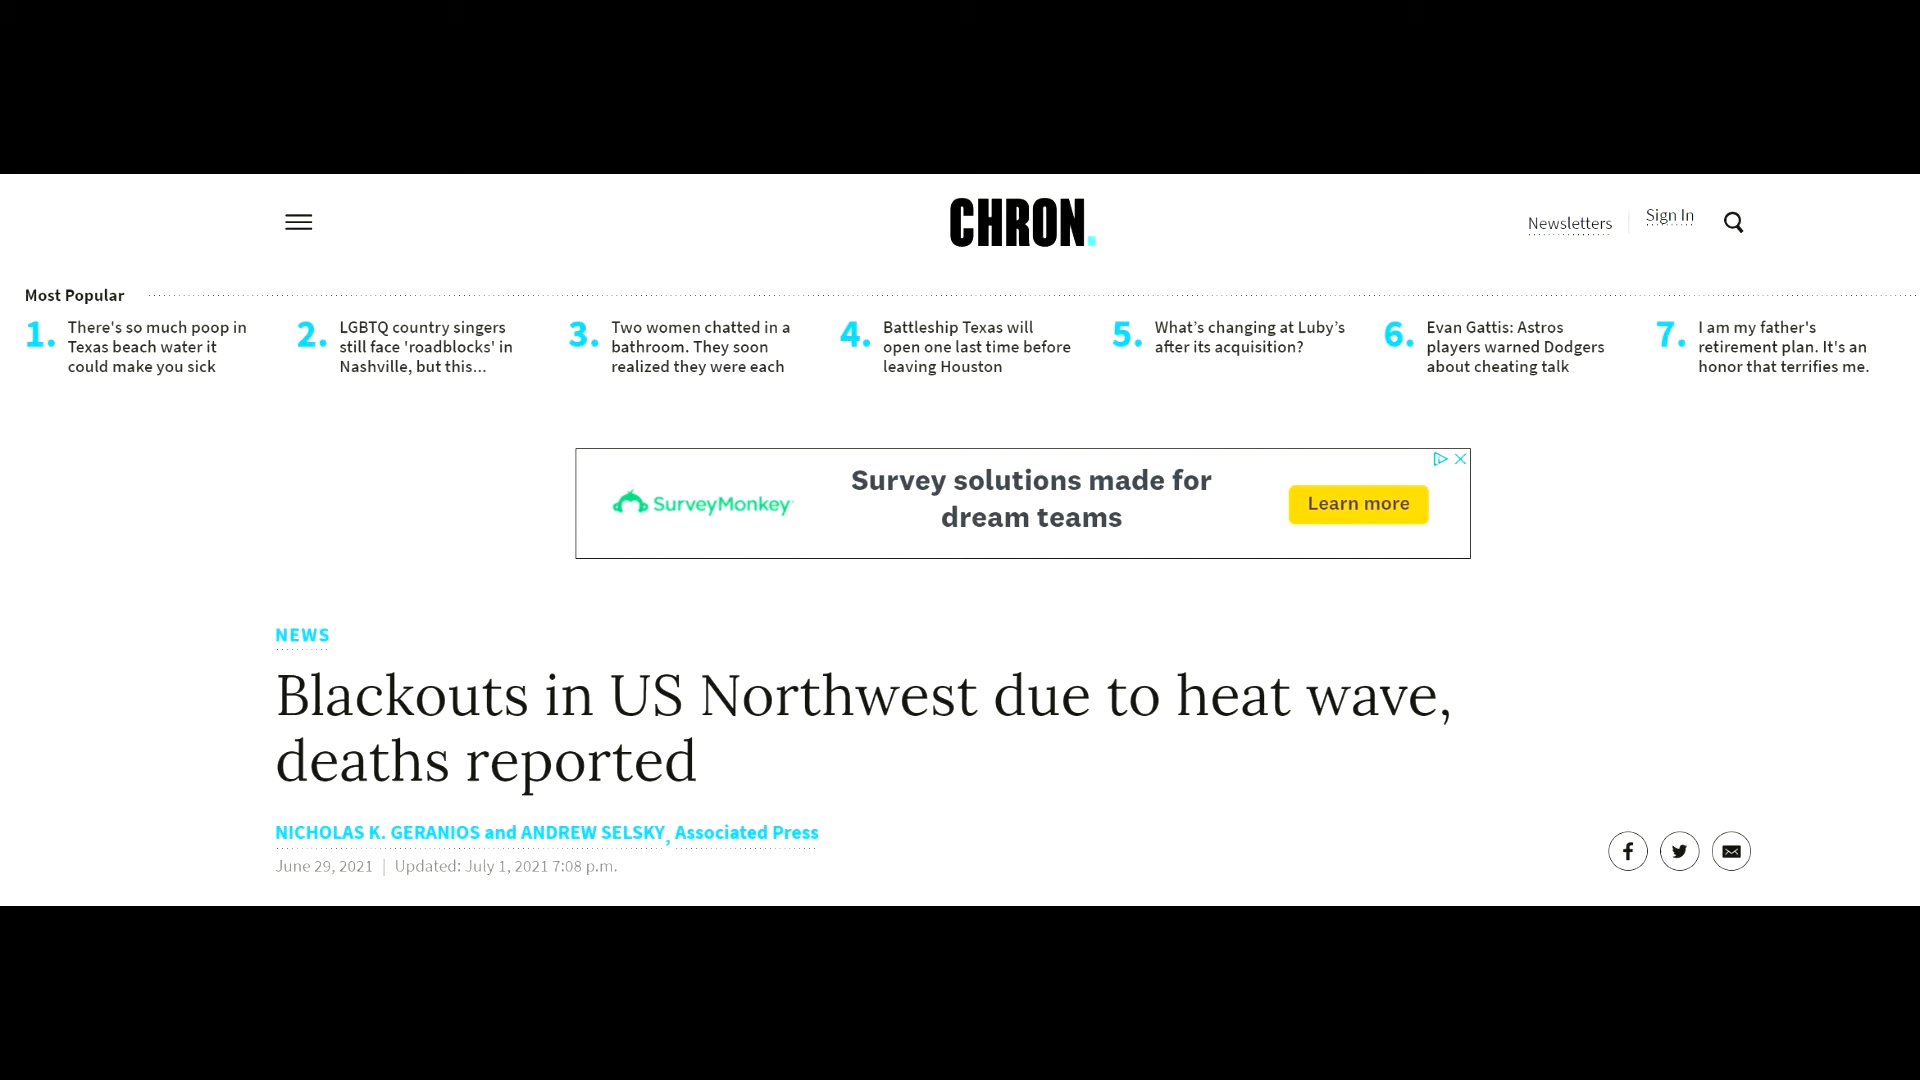 CHRON.
Newsletters
Sign In
Most Popular
1. There's so much poop in
Texas beach water it
could make you sick
2. LGBTQ country singers
still face 'roadblocks' in
Nashville, but this...
3. Two women chatted in a
bathroom. They soon
realized they were each
4. Battleship Texas will
open one last time before
leaving Houston
5. What’s changing at Luby’s
after its acquisition?
6. Evan Gattis: Astros
players warned Dodgers
about cheating talk
7. I am my father's
retirement plan. It's an
honor that terrifies me.
SurveyMonkey
Survey solutions made for
dream teams
Learn more
NEWS
Blackouts in US Northwest due to heat wave,
deaths reported
NICHOLAS K. GERANIOS and ANDREW SELSKY, Associated Press
June 29, 2021 | Updated: July 1, 2021 7:08 p.m.